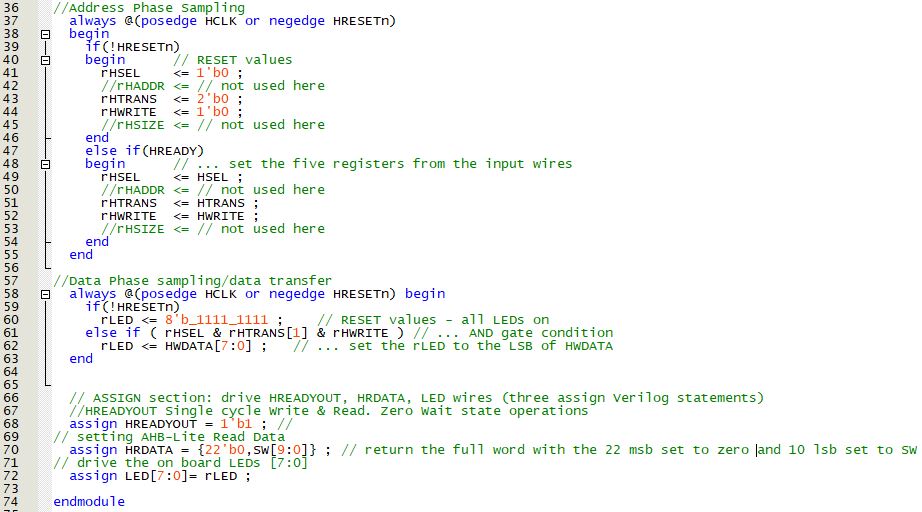 36 //Address Phase Sampling
37 always @(posedge HCLK or negedge HRESETn)
38 begin
39 if(!HRESETn)
40 begin // RESET values
41 rHSEL <= 1'b0 ;
42 //rHADDR <= // not used here
43 rHTRANS <= 2'b0 ;
44 rHWRITE <= 1'b0 ;
45 //rHSIZE <= // not used here
46 end
47 else if(HREADY)
48 begin // ... set the five registers from the input wires
49 rHSEL <= HSEL ;
50 //rHADDR <= // not used here
51 rHTRANS <= HTRANS ;
52 rHWRITE <= HWRITE ;
53 //rHSIZE <= // not used here
54 end
55 end
56
57 //Data Phase sampling/data transfer
58 always @(posedge HCLK or negedge HRESETn) begin
59 if(!HRESETn)
60 rLED <= 8'b_1111_1111 ; // RESET values - all LEDs on
61 else if ( rHSEL & rHTRANS[1] & rHWRITE ) // ... AND gate condition
62 rLED <= HWDATA[7:0] ; // ... set the rLED to the LSB of HWDATA
63 end
64
65
66 // ASSIGN section: drive HREADYOUT, HRDATA, LED wires (three assign Verilog statements)
67 //HREADYOUT Single cycle Write & Read. Zero Wait state operations
68 assign HREADYOUT = 1'b1 ; //
69 // setting AHB-Lite Read Data
70 assign HRDATA = {22'b0,SW[9:0]} ; // return the full word with the 22 msb set to zero and 10 lsb set to SW
71 // drive the on board LEDs [7:0]
72 assign LED[7:0]= rLED ;
73
74 endmodule